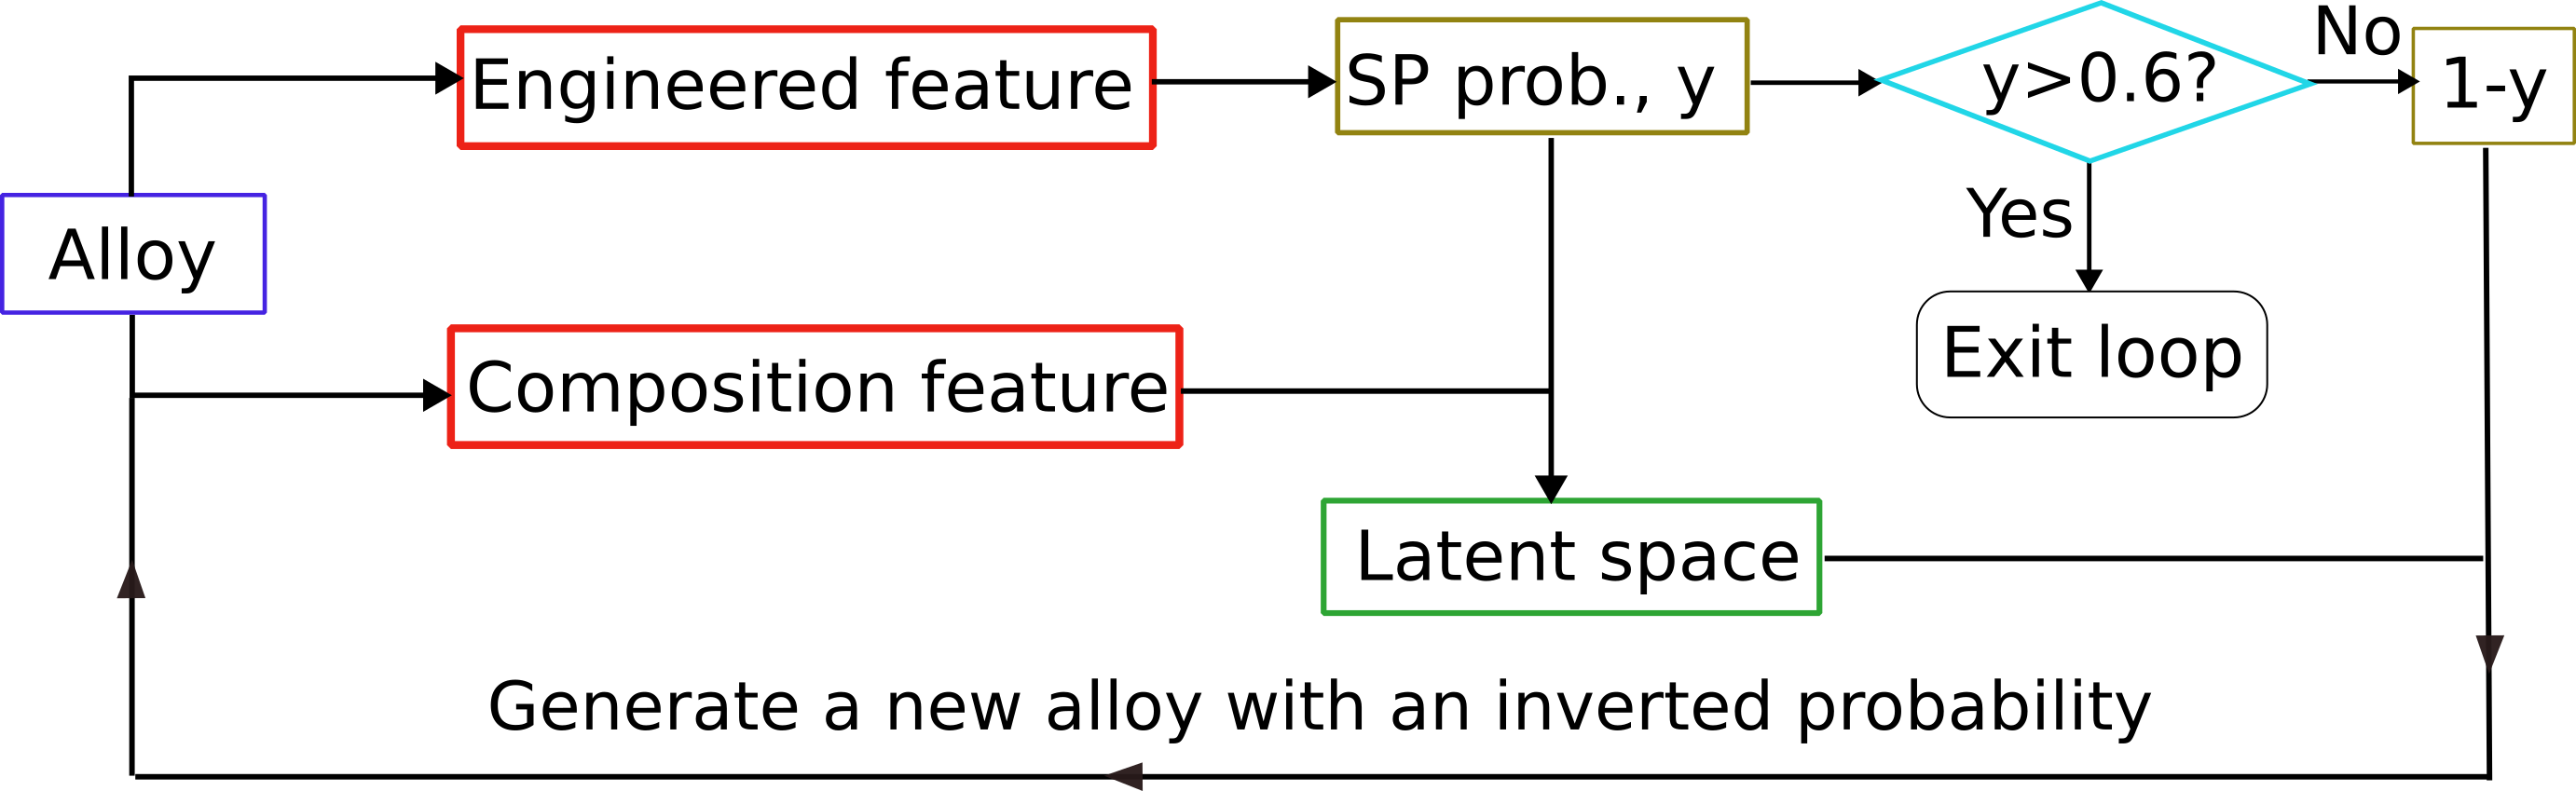 Engineered feature
SP prob., y
y>0.6?
No
1-y
Alloy
Yes
Exit loop
Composition feature
Latent space
Generate a new alloy with an inverted probability